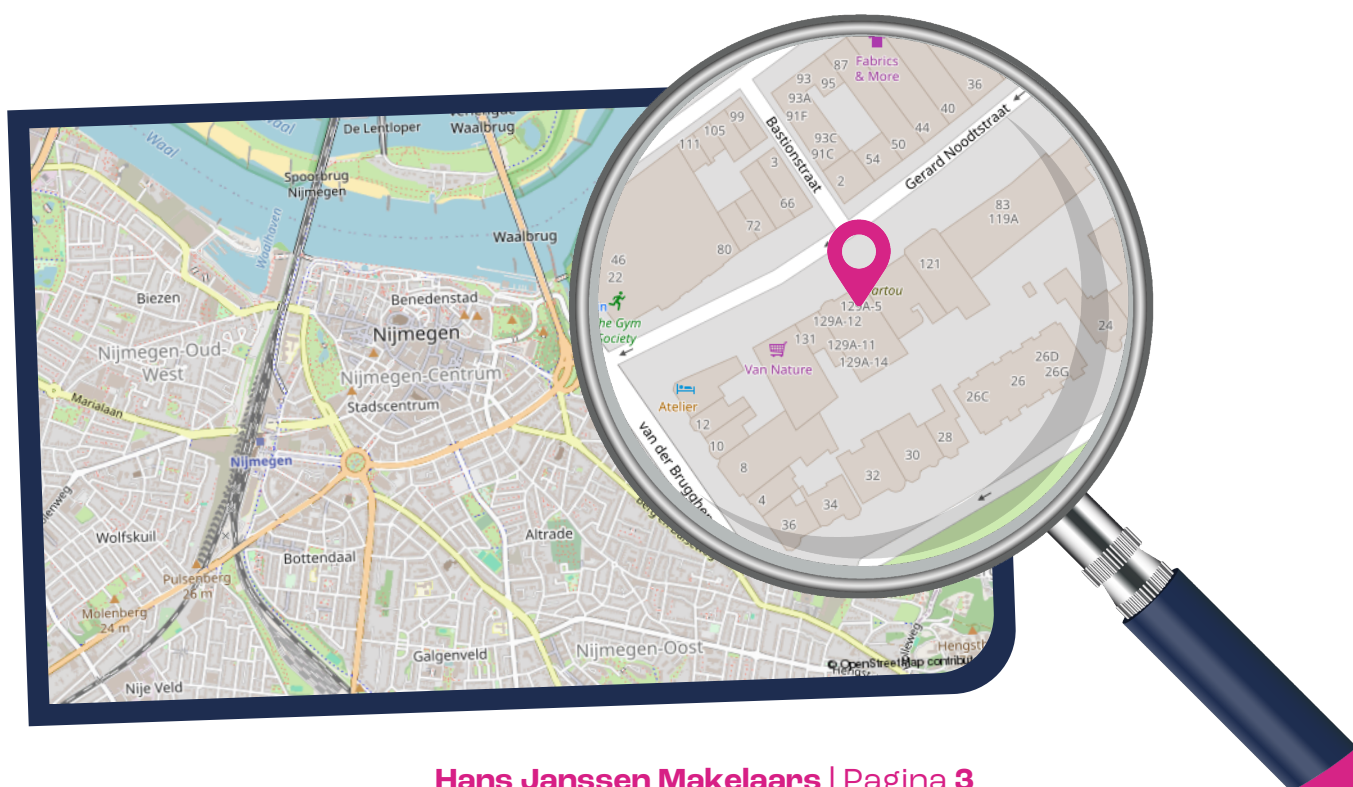 De Lentloper
Waalbrug
Waal
Spoorbrug
Nijmegen
Waalhaven
Waalbrug
Biezen
Benedenstad
Nijmegen
Nijmegen-Oud-
West
Nijmegen-Centrum
Stadscentrum
Marialaan
Nijmegen
Wolfskuil
Bottendaal
Altrade
Pulsenberg
26 m
Molenberg
24 m
Galgenveld
Nijmegen-Oost
Nije Veld
© OpenStreetMap contribut
Fabrics
& More
87
93
95
93A
91F
36
40
44
50
54
93C
91C
2
99
105
111
3
66
72
80
46
22
Bastionstraat
Gerard Noodtstraat
83
119A
121
artou
129A-5
129A-12
131
129A-11
129A-14
Van Nature
he Gym
Society
Atelier
12
10
8
4
36
34
32
30
28
26C
26
26D
26G
24
van der Brugghen
Hans Janssen Makelaars | Pagina 3